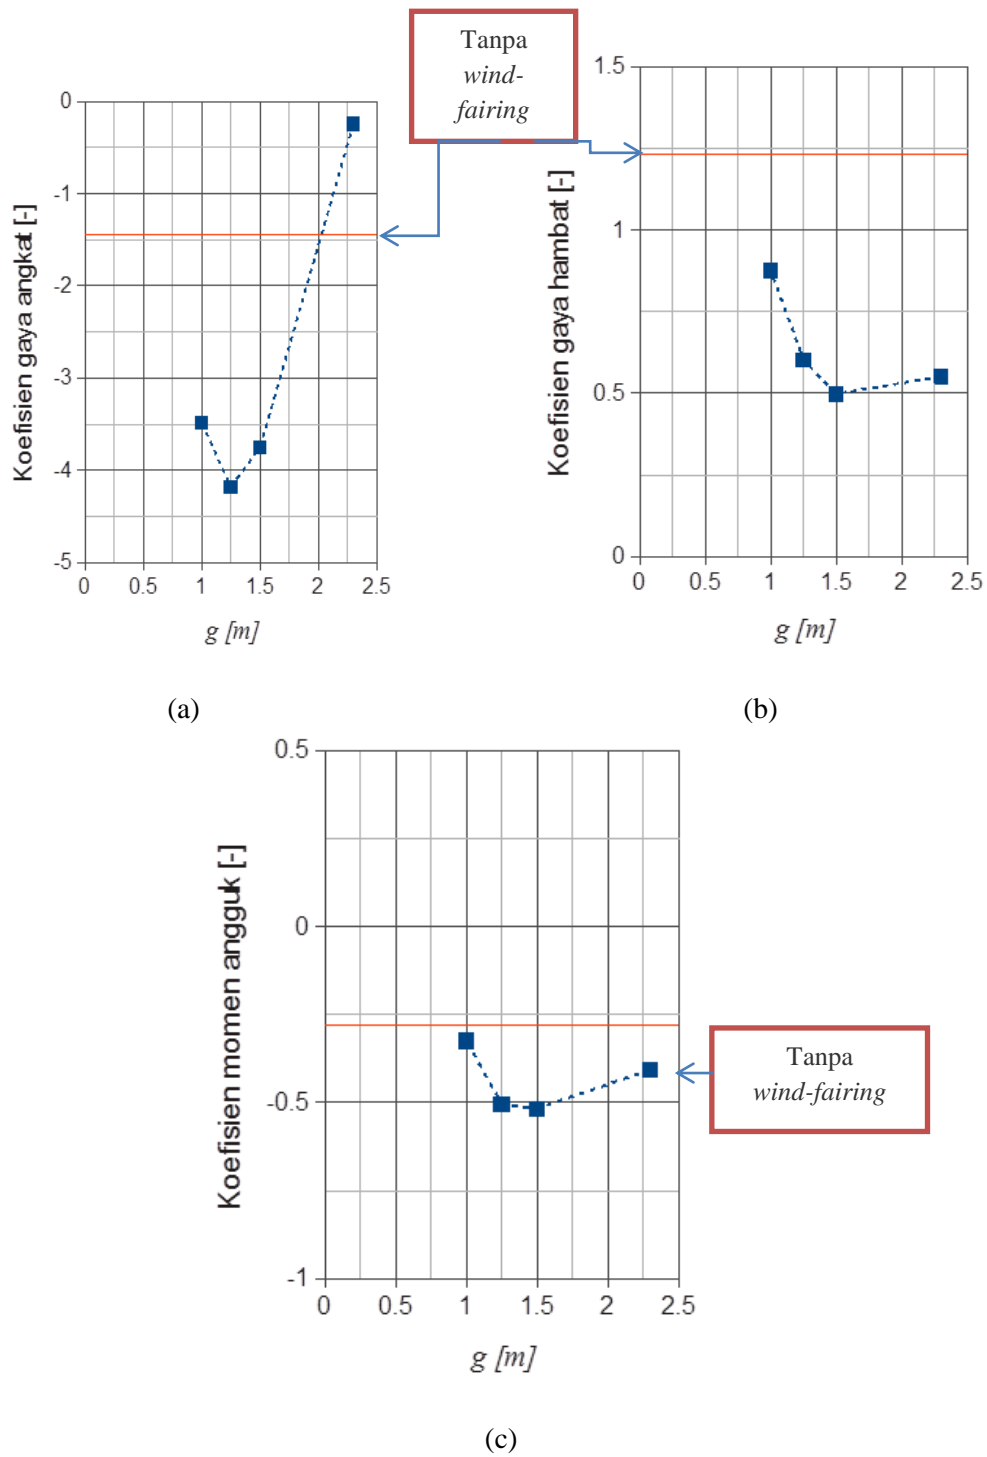 Tanpa
wind-
fairing
0
-1
-2
-3
-4
-5
0 0.5 1 1.5 2 2.5
Koefisien gaya angkat [-]
g [m]
(a)
1.5
1
0.5
0
0 0.5 1 1.5 2 2.5
Koefisien gaya hambat [-]
g [m]
(b)
0.5
0
-0.5
-1
0 0.5 1 1.5 2 2.5
Koefisien momen angguk [-]
g [m]
Tanpa
wind-fairing
(c)